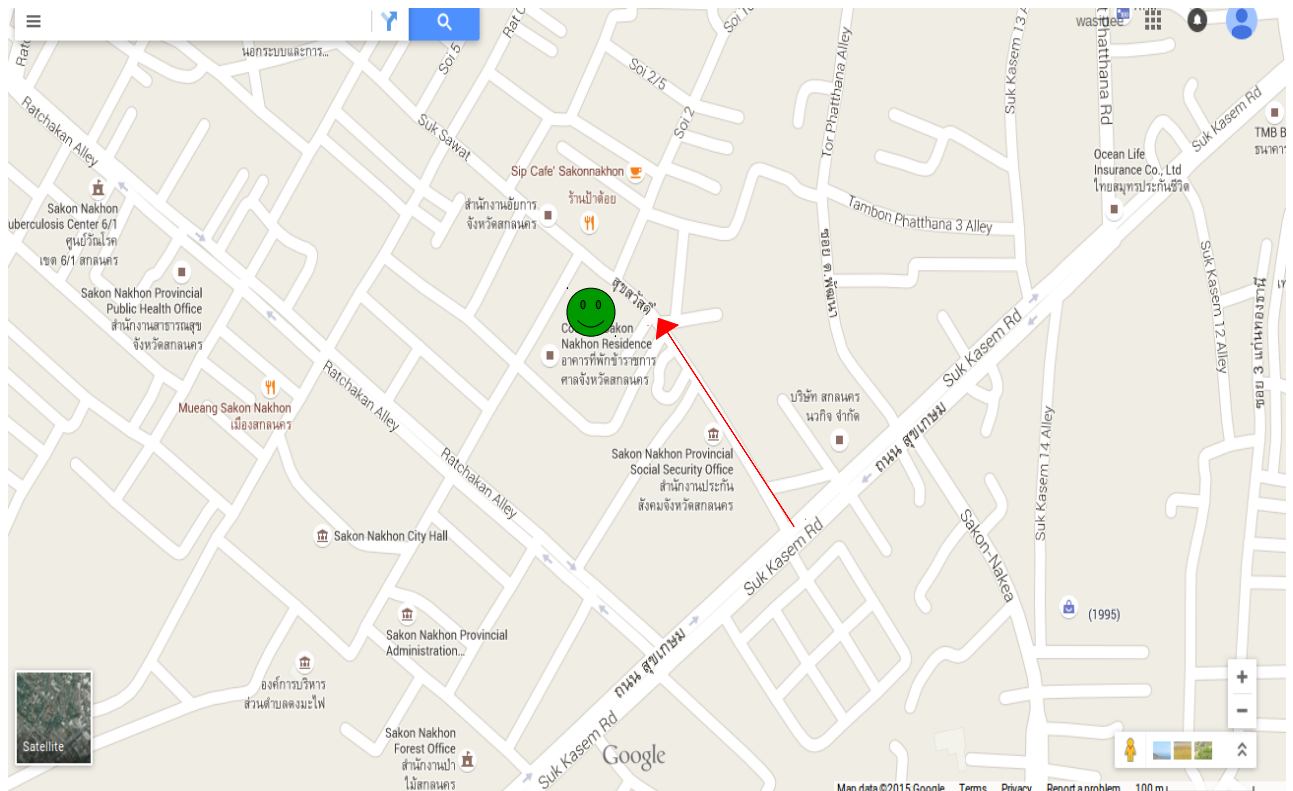 wasittee
นอกระบบและการ...
Soi 5
Rat C
Soi 10
Soi 2/5
Soi 2
Tor Phatthana Alley
Suk Kasem 13 A
hatthana Rd
Suk Kasem Rd
TMB B
ธนาคาร
Ratchakan Alley
Suk Sawat
Ocean Life
Insurance Co., Ltd
ไทยสมุทรประกันชีวิต
Sip Cafe' Sakonnakhon
ร้านป้าต้อย
สำนักงานอัยการ
จังหวัดสกลนคร
Sakon Nakhon
uberculosis Center 6/1
ศูนย์วัณโรค
เขต 6/1 สกลนคร
Tambon Phatthana 3 Alley
ซอย ต.พัฒนา
Suk Kasem 12 Alley
ซอย 3 แก่นทองธานี
Sakon Nakhon Provincial
Public Health Office
สำนักงานสาธารณสุข
จังหวัดสกลนคร
สุขสวัสดิ์
Nakhon Residence
อาคารที่พักข้าราชการ
ศาลจังหวัดสกลนคร
Suk Kasem Rd
ถนน สุขเกษม
Mueang Sakon Nakhon
เมืองสกลนคร
Ratchakan Alley
บริษัท สกลนคร
นวกิจ จำกัด
Ratchakan Alley
Sakon Nakhon Provincial
Social Security Office
สำนักงานประกัน
สังคมจังหวัดสกลนคร
Suk Kasem 14 Alley
Sakon Nakhon City Hall
Suk Kasem Rd
Sakon-Nakea
(1995)
Sakon Nakhon Provincial
Administration...
ถนน สุขเกษม
องค์การบริหาร
ส่วนตำบลดงมะไฟ
Suk Kasem Rd
Satellite
Sakon Nakhon
Forest Office
สำนักงานป่า
ไม้สกลนคร
Google
Map data ©2015 Google Terms Privacy Report a problem 100 m